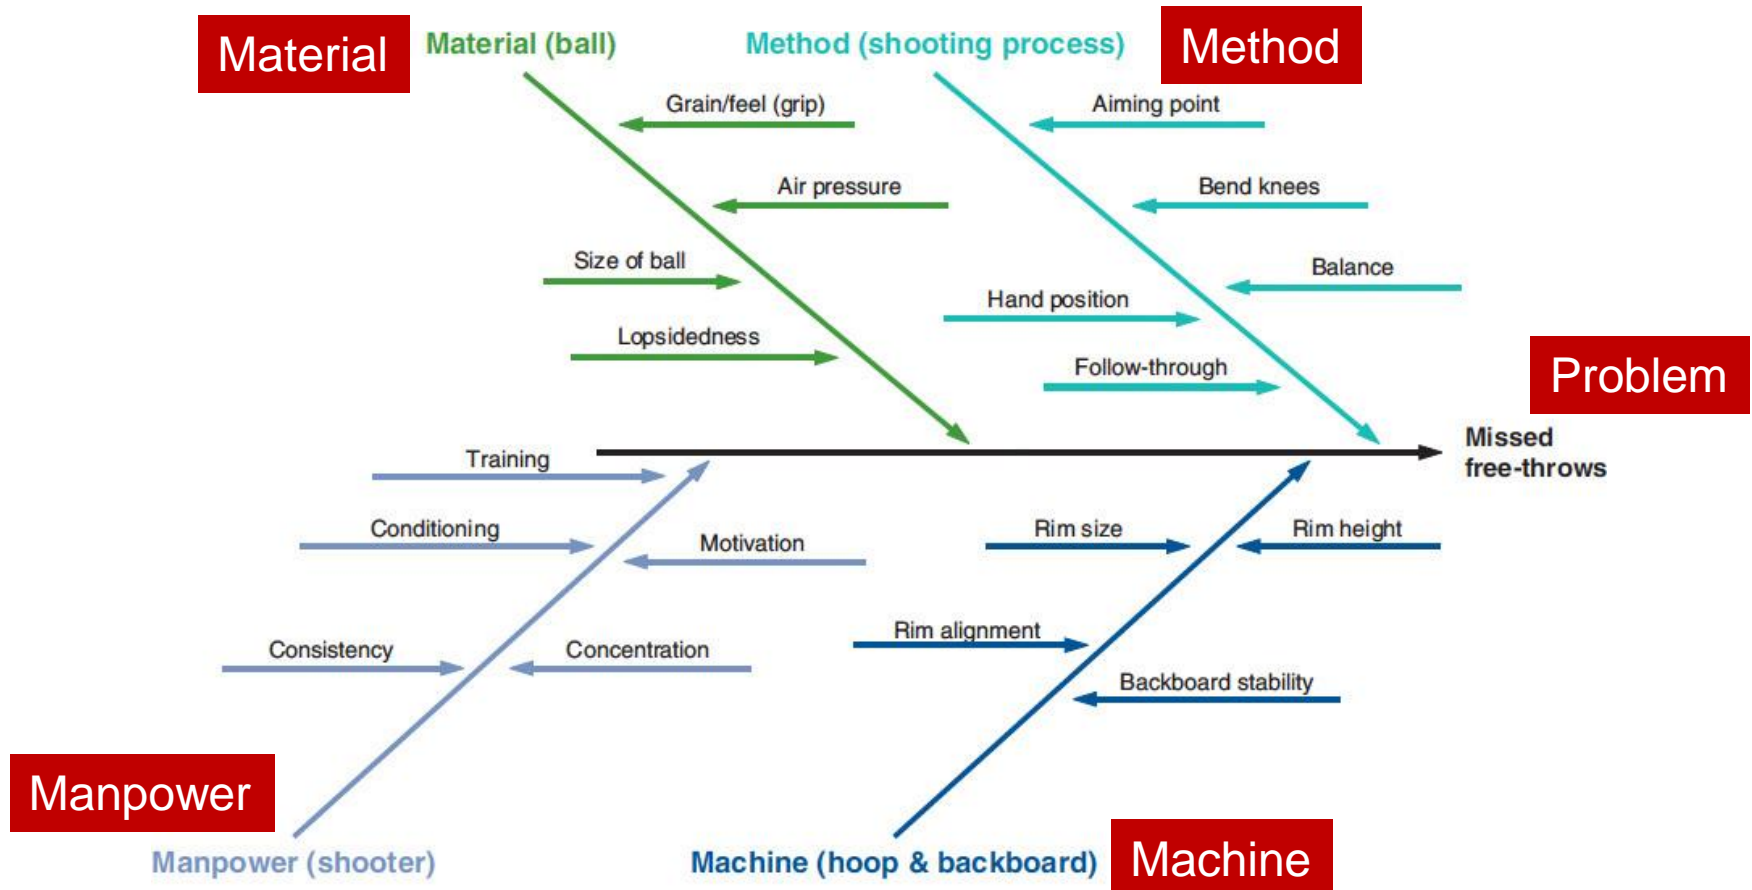 Material
Material (ball)
Method (shooting process)
Method
Grain/feel (grip)
Aiming point
Air pressure
Bend knees
Size of ball
Balance
Hand position
Lopsidedness
Follow-through
Problem
Missed
free-throws
Training
Conditioning
Motivation
Rim size
Rim height
Consistency
Concentration
Rim alignment
Backboard stability
Manpower
Manpower (shooter)
Machine (hoop & backboard)
Machine